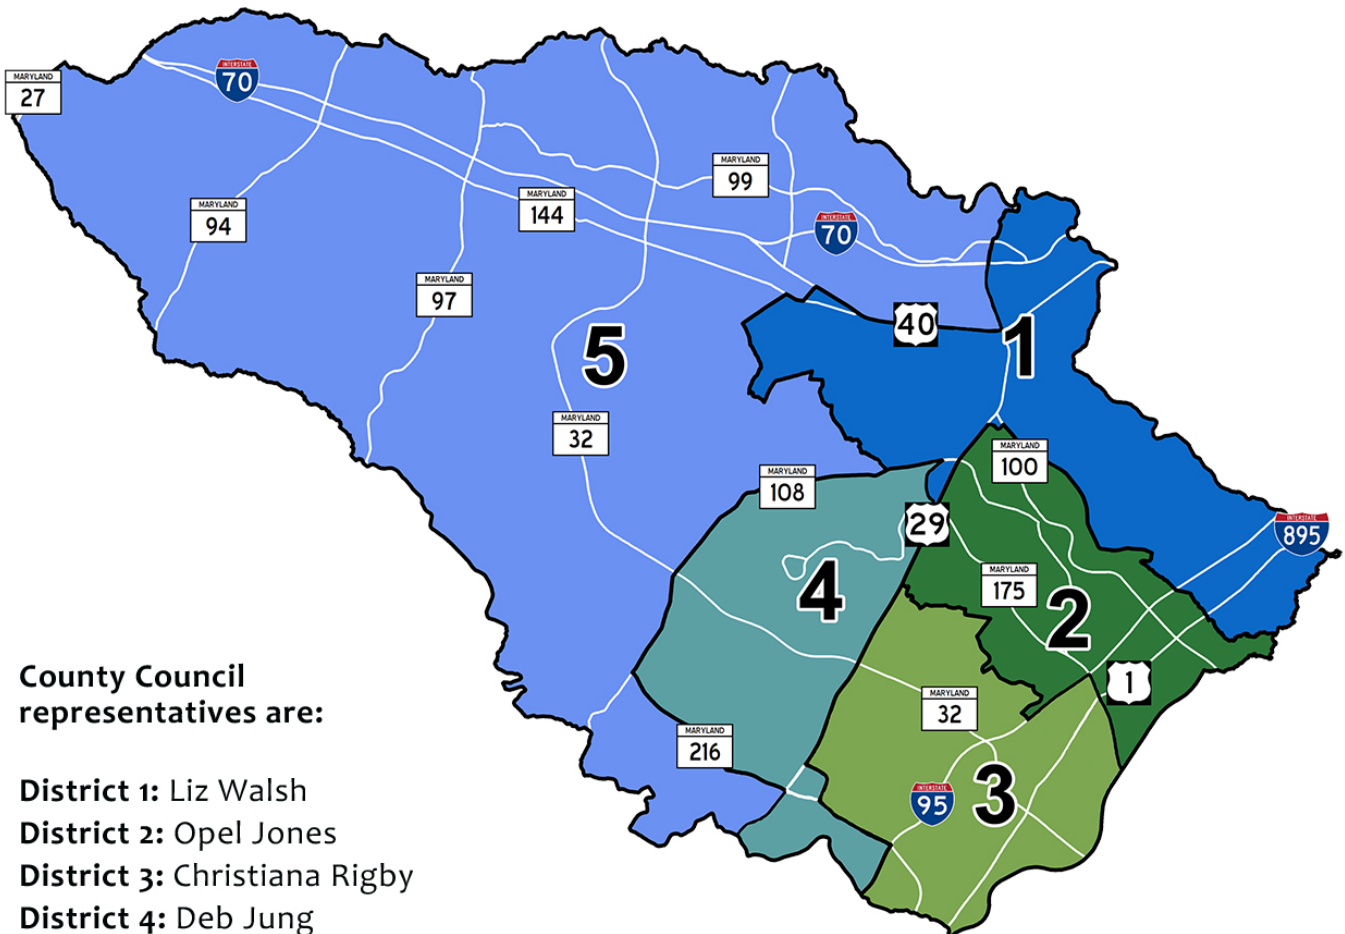 MARYLAND
27
INTERSTATE
70
MARYLAND
94
MARYLAND
97
MARYLAND
144
MARYLAND
99
INTERSTATE
70
40
1
5
MARYLAND
32
MARYLAND
108
MARYLAND
100
29
INTERSTATE
895
4
MARYLAND
175
2
1
MARYLAND
32
MARYLAND
216
INTERSTATE
95
3
County Council
representatives are:
District 1: Liz Walsh
District 2: Opel Jones
District 3: Christiana Rigby
District 4: Deb Jung